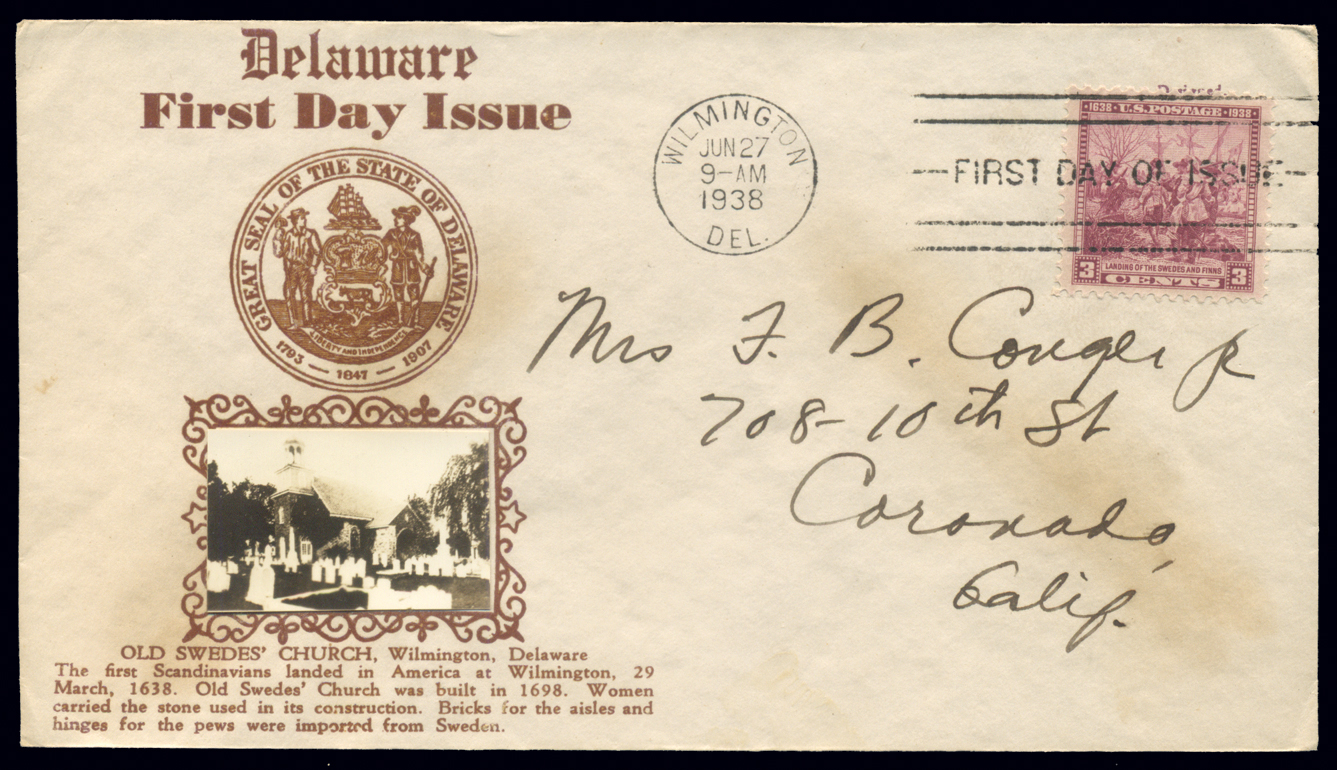 Delaware
First Day Issue
GREAT SEAL OF THE STATE OF DELAWARE
LIBERTY AND INDEPENDENCE
1793 — 1847 — 1907
WILMINGTON
JUN 27
9-AM
1938
DEL.
FIRST DAY OF ISSUE
·1638· U.S. POSTAGE ·1938·
LANDING OF THE SWEDES AND FINNS
3 CENTS 3
Mrs F. B. Conger Jr
708-10th St
Coronado,
Calif.
OLD SWEDES' CHURCH, Wilmington, Delaware
The first Scandinavians landed in America at Wilmington, 29
March, 1638. Old Swedes' Church was built in 1698. Women
carried the stone used in its construction. Bricks for the aisles and
hinges for the pews were imported from Sweden.